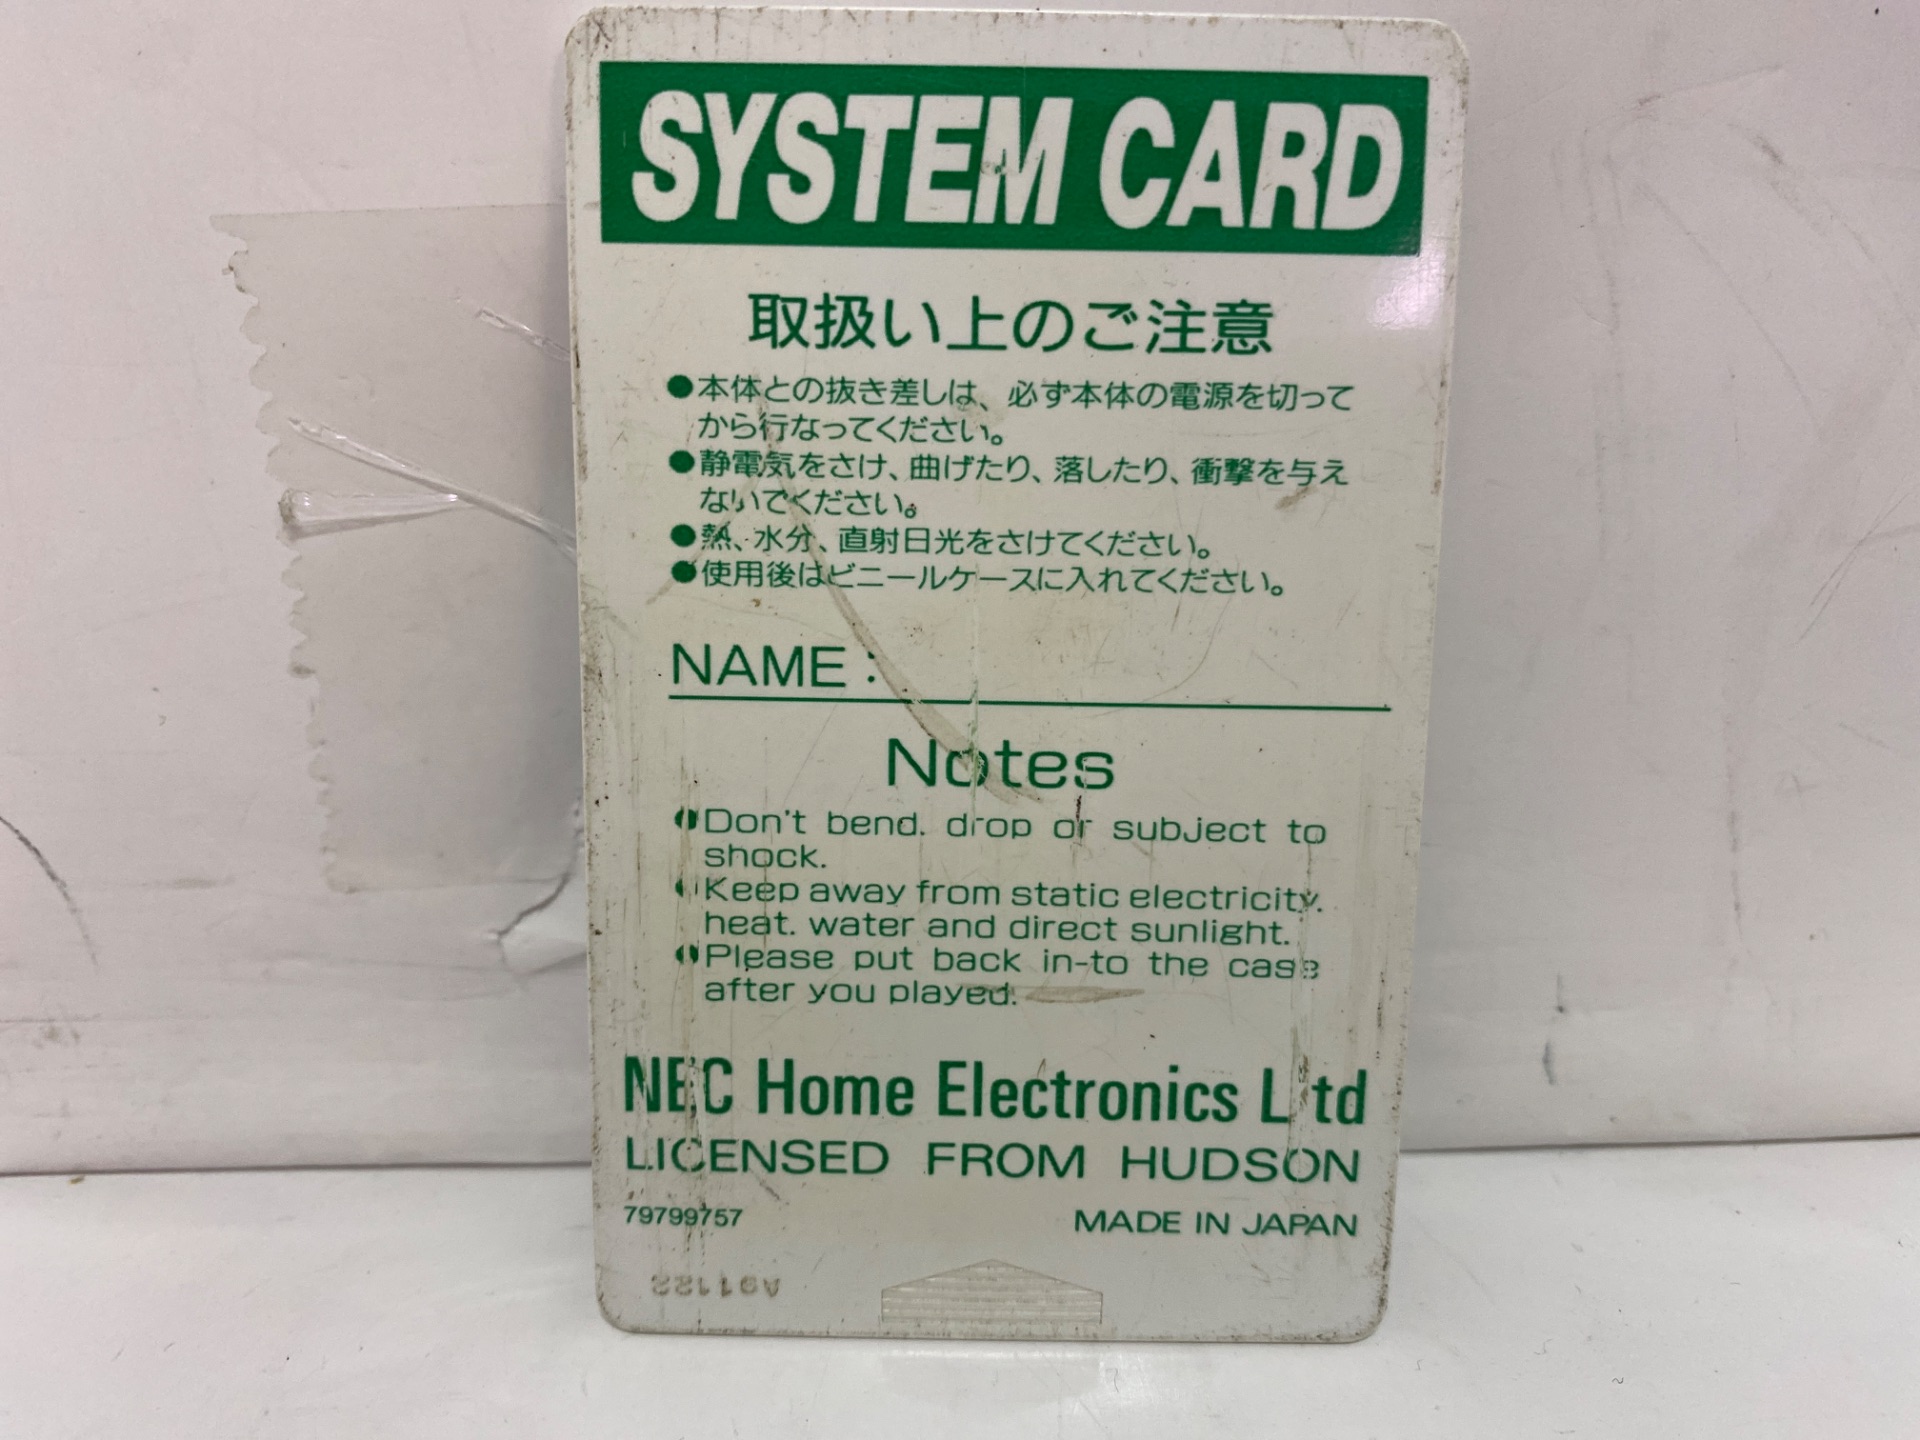 SYSTEM CARD
取扱い上のご注意
●本体との抜き差しは、必ず本体の電源を切って
から行なってください。
●静電気をさけ、曲げたり、落したり、衝撃を与え
ないでください。
●熱、水分、直射日光をさけてください。
●使用後はビニールケースに入れてください。
NAME:
Notes
●Don't bend. drop or subject to
shock.
●Keep away from static electricity.
heat. water and direct sunlight.
●Please put back in-to the case
after you played.
NEC Home Electronics Ltd
LICENSED FROM HUDSON
79799757 MADE IN JAPAN
A91122